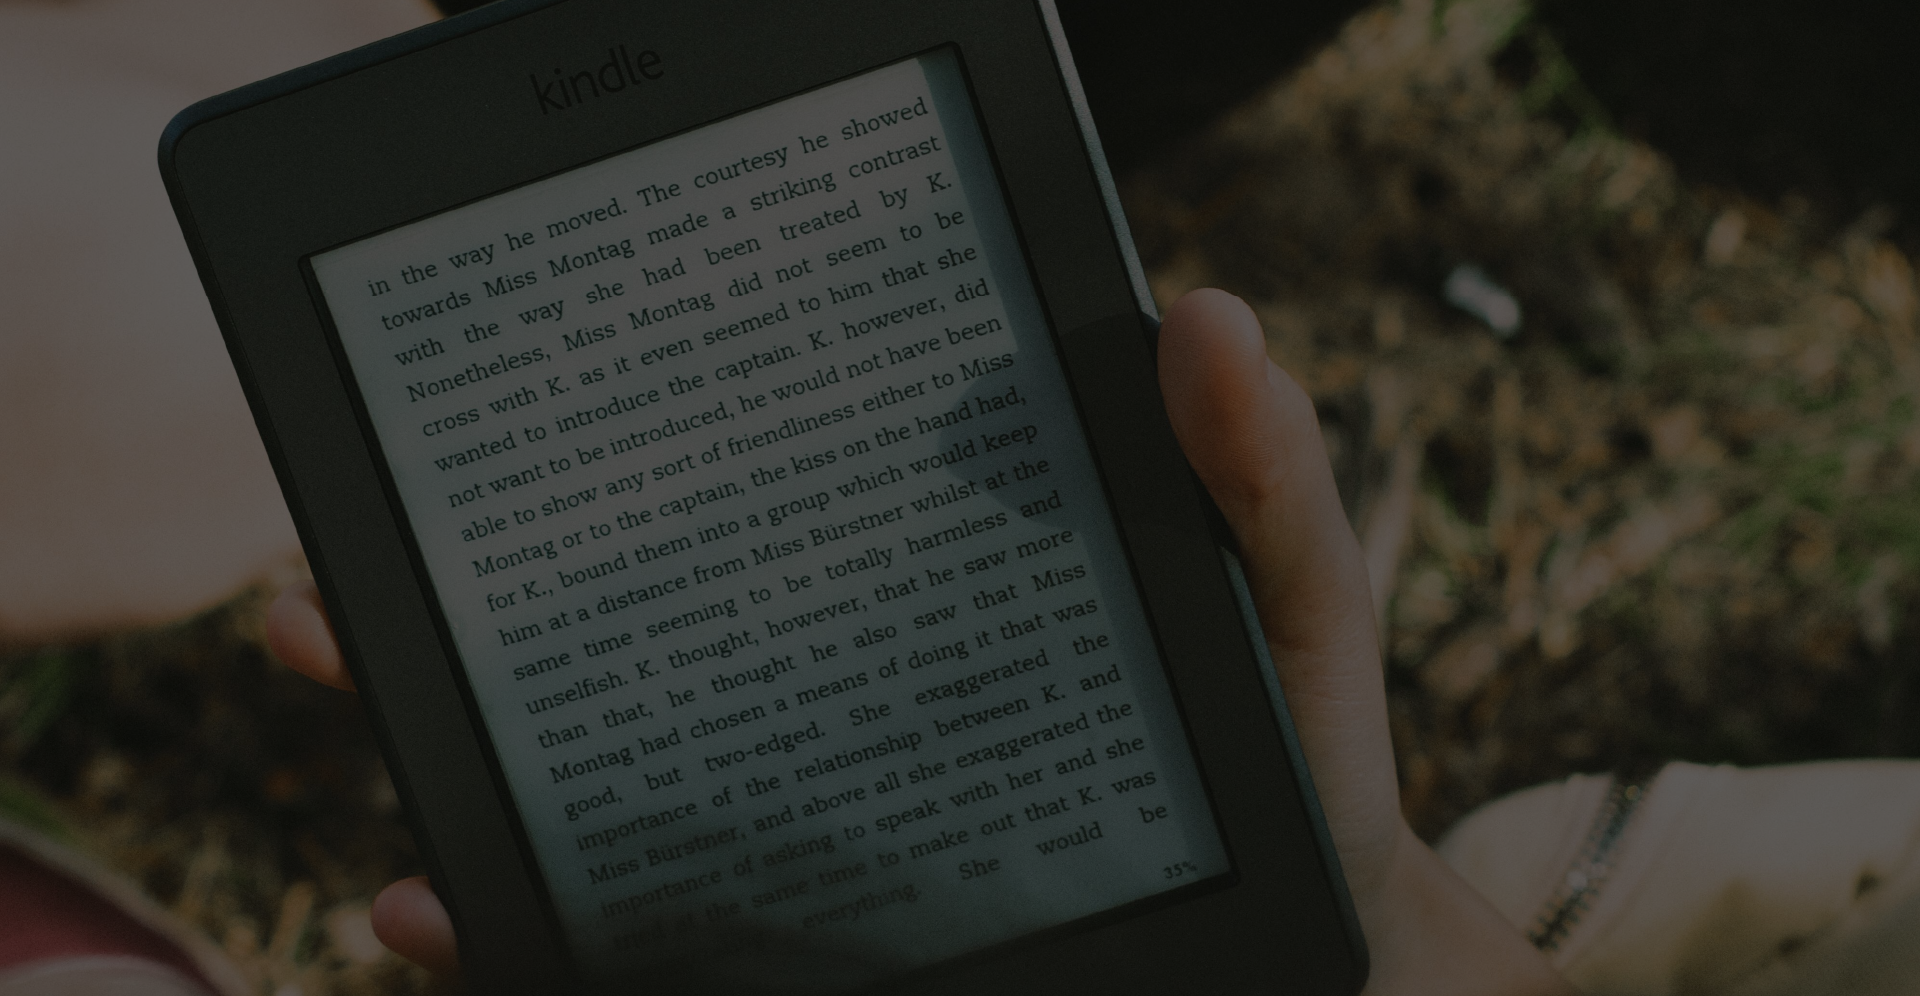 kindle
in the way he moved. The courtesy he showed
towards Miss Montag made a striking contrast
with the way she had been treated by K.
Nonetheless, Miss Montag did not seem to be
cross with K. as it even seemed to him that she
wanted to introduce the captain. K. however, did
not want to be introduced, he would not have been
able to show any sort of friendliness either to Miss
Montag or to the captain, the kiss on the hand had,
for K., bound them into a group which would keep
him at a distance from Miss Bürstner whilst at the
same time seeming to be totally harmless and
unselfish. K. thought, however, that he saw more
than that, he thought he also saw that Miss
Montag had chosen a means of doing it that was
good, but two-edged. She exaggerated the
importance of the relationship between K. and
Miss Bürstner, and above all she exaggerated the
importance of asking to speak with her and she
tried at the same time to make out that K. was
everything. She would be
35%